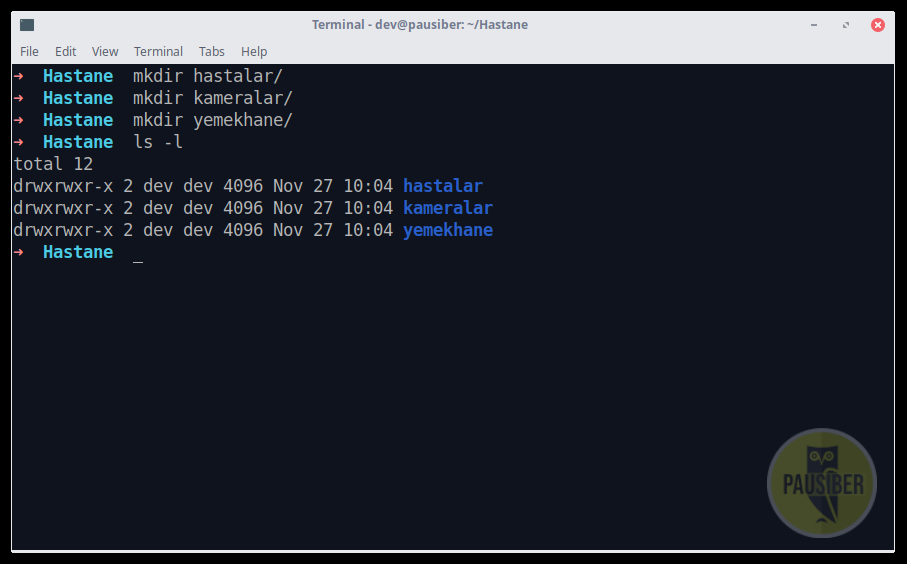 Terminal - dev@pausiber: ~/Hastane
File Edit View Terminal Tabs Help
➜ Hastane mkdir hastalar/
➜ Hastane mkdir kameralar/
➜ Hastane mkdir yemekhane/
➜ Hastane ls -l
total 12
drwxrwxr-x 2 dev dev 4096 Nov 27 10:04 hastalar
drwxrwxr-x 2 dev dev 4096 Nov 27 10:04 kameralar
drwxrwxr-x 2 dev dev 4096 Nov 27 10:04 yemekhane
➜ Hastane _
PAUSIBER